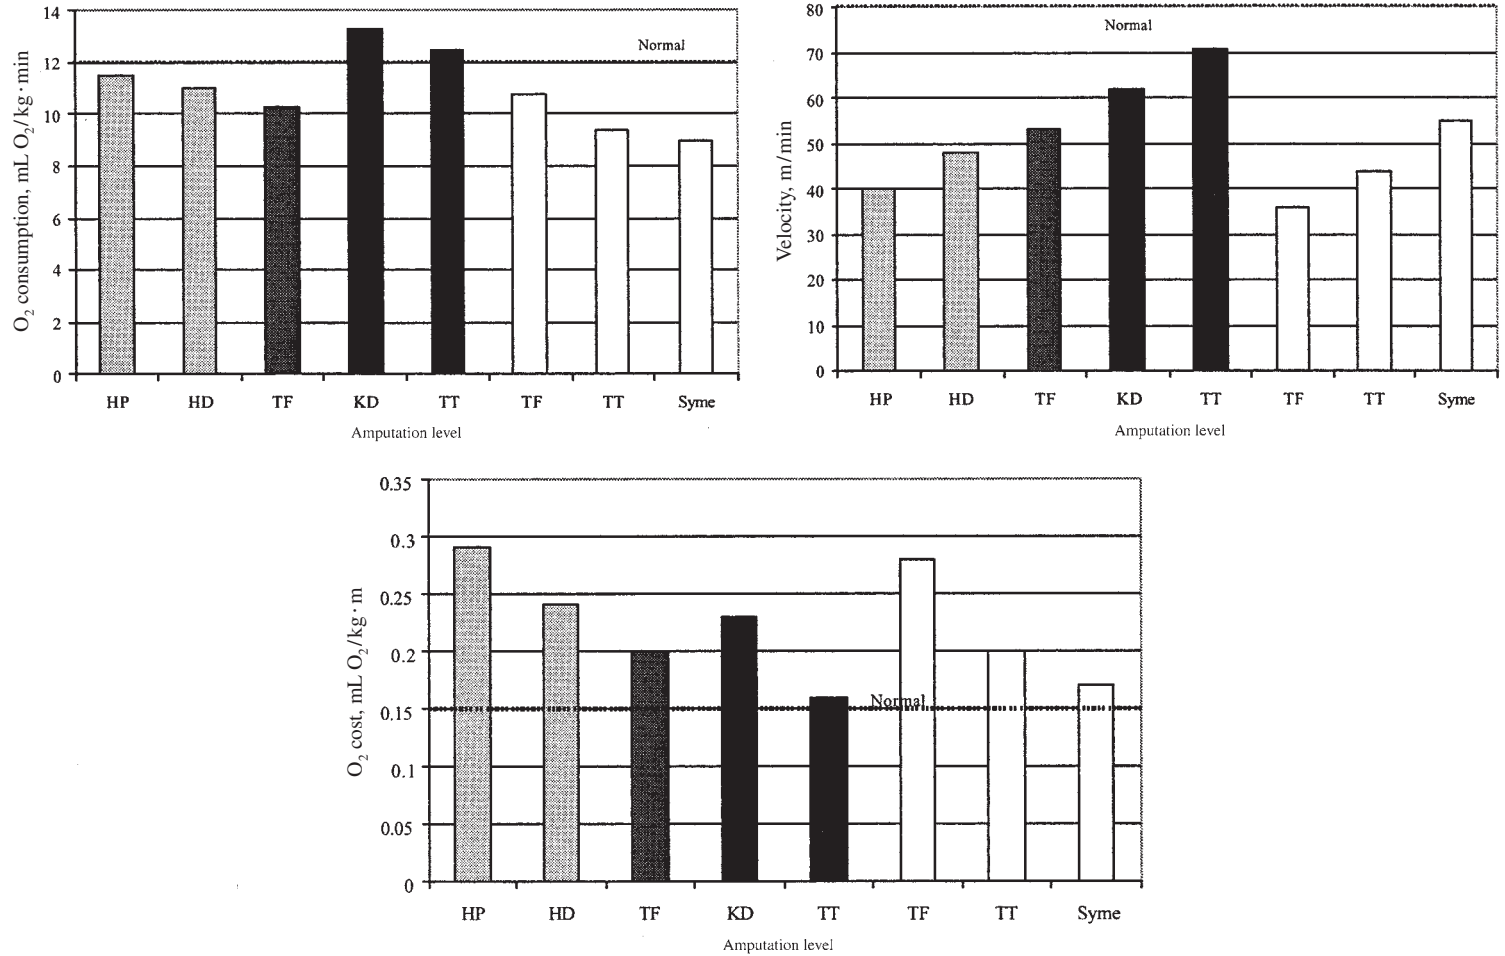 O2 consumption, mL O2/kg·min
14
12
10
8
6
4
2
0
Normal
HP HD TF KD TT TF TT Syme
Amputation level
Velocity, m/min
80
70
60
50
40
30
20
10
0
Normal
HP HD TF KD TT TF TT Syme
Amputation level
O2 cost, mL O2/kg·m
0.35
0.3
0.25
0.2
0.15
0.1
0.05
0
Normal
HP HD TF KD TT TF TT Syme
Amputation level